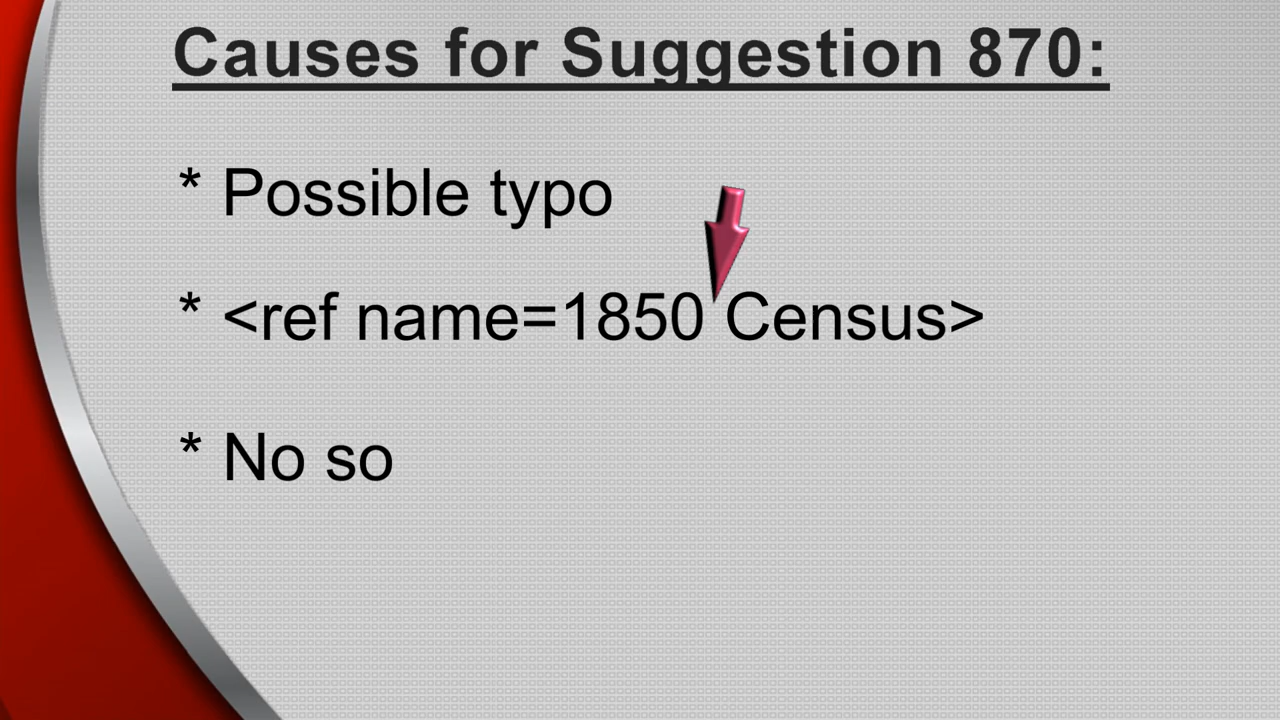 Causes for Suggestion 870:
* Possible typo
* <ref name=1850 Census>
* No so